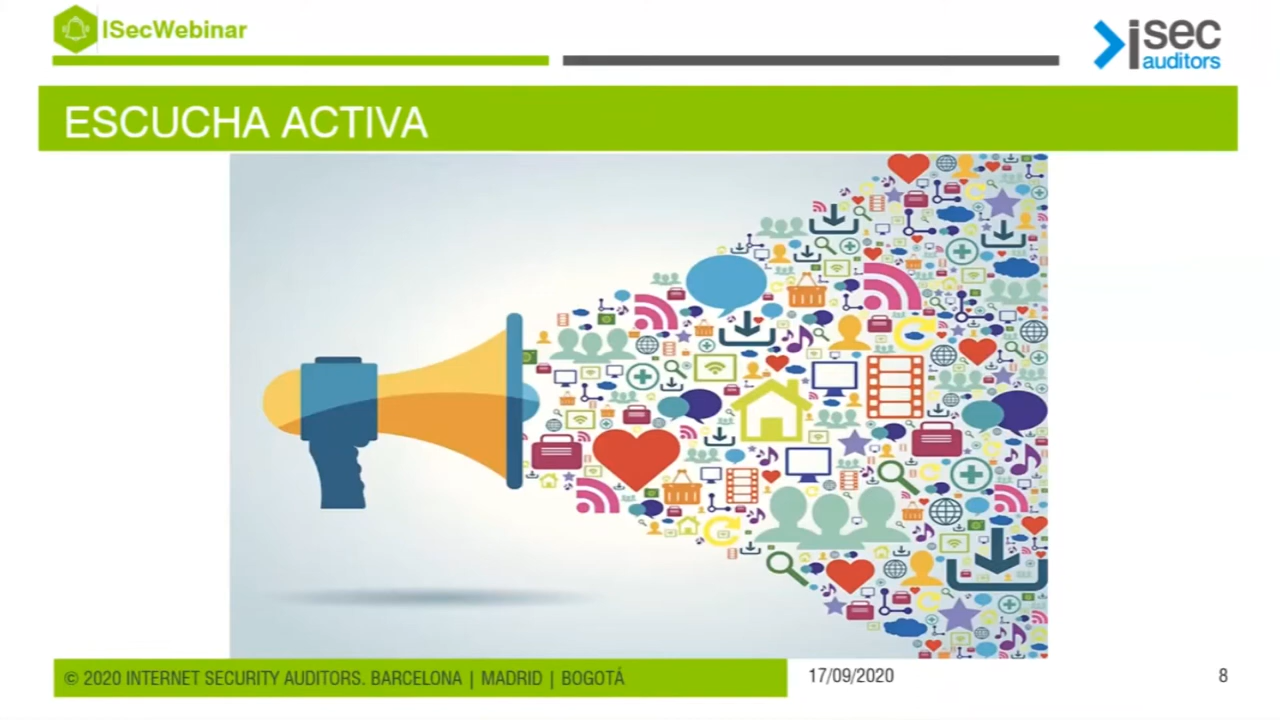 ISecWebinar
isec
auditors
ESCUCHA ACTIVA
© 2020 INTERNET SECURITY AUDITORS. BARCELONA | MADRID | BOGOTÁ
17/09/2020
8